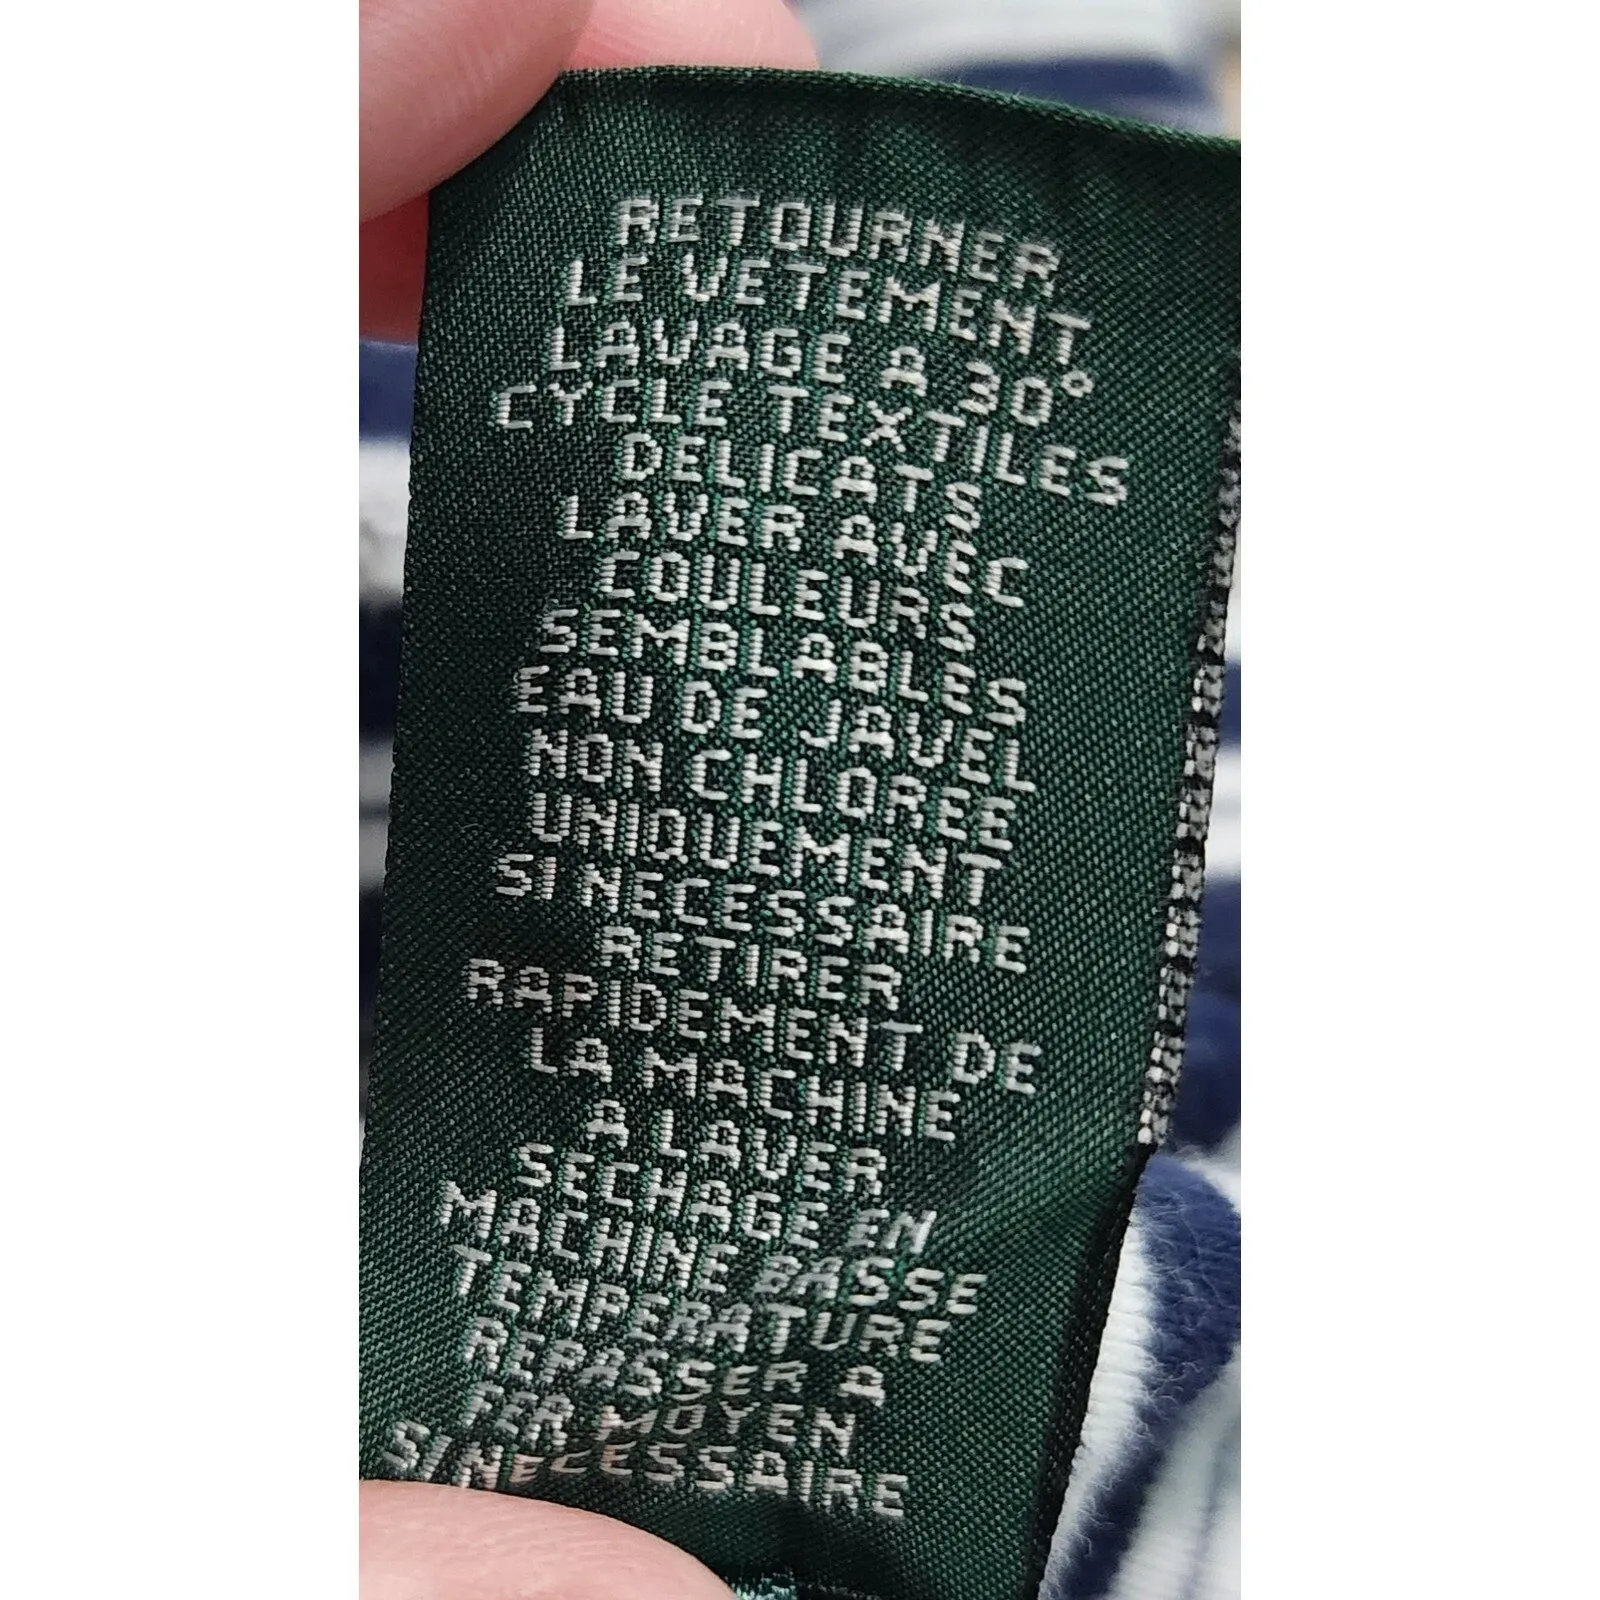 RETOURNER
LE VETEMENT
LAVAGE A 30°
CYCLE TEXTILES
DELICATS
LAVER AVEC
COULEURS
SEMBLABLES
EAU DE JAVEL
NON CHLOREE
UNIQUEMENT
SI NECESSAIRE
RETIRER
RAPIDEMENT DE
LA MACHINE
A LAVER
SECHAGE EN
MACHINE BASSE
TEMPERATURE
REPASSER A
FER MOYEN
SI NECESSAIRE